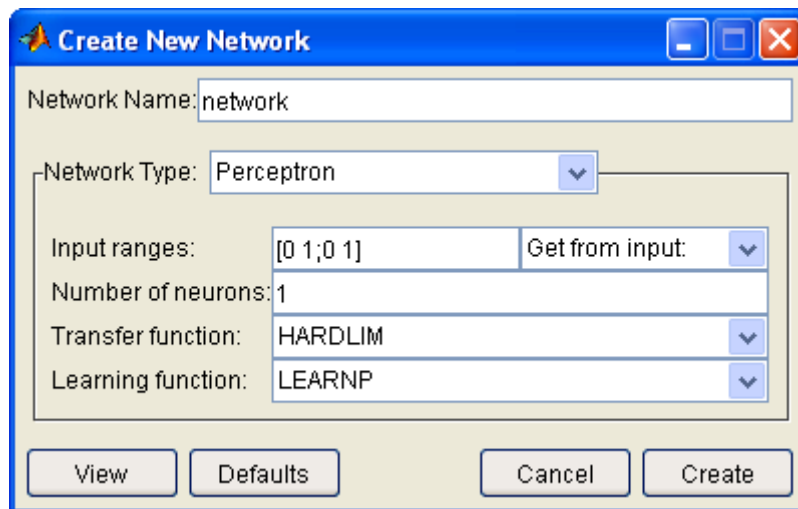 Create New Network
Network Name: network
Network Type: Perceptron
Input ranges: [0 1;0 1] Get from input:
Number of neurons: 1
Transfer function: HARDLIM
Learning function: LEARNP
View Defaults Cancel Create